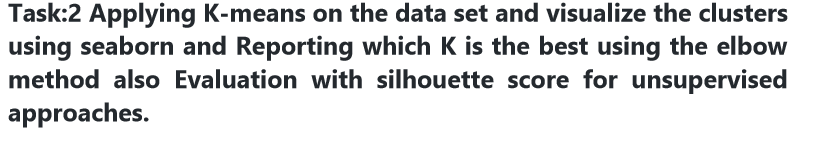 Task:2 Applying K-means on the data set and visualize the clusters
using seaborn and Reporting which K is the best using the elbow
method also Evaluation with silhouette score for unsupervised
approaches.